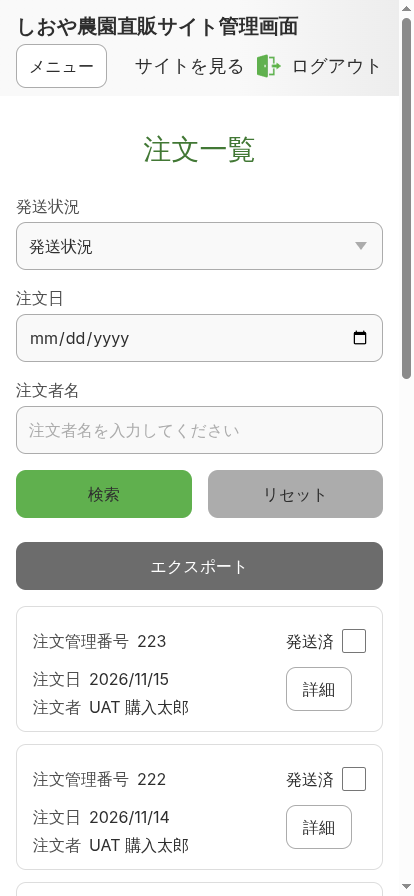 しおや農園直販サイト管理画面
メニュー サイトを見る ログアウト
注文一覧
発送状況
発送状況
注文日
mm/dd/yyyy
注文者名
注文者名を入力してください
検索 リセット
エクスポート
注文管理番号 223 発送済
注文日 2026/11/15 詳細
注文者 UAT 購入太郎
注文管理番号 222 発送済
注文日 2026/11/14 詳細
注文者 UAT 購入太郎